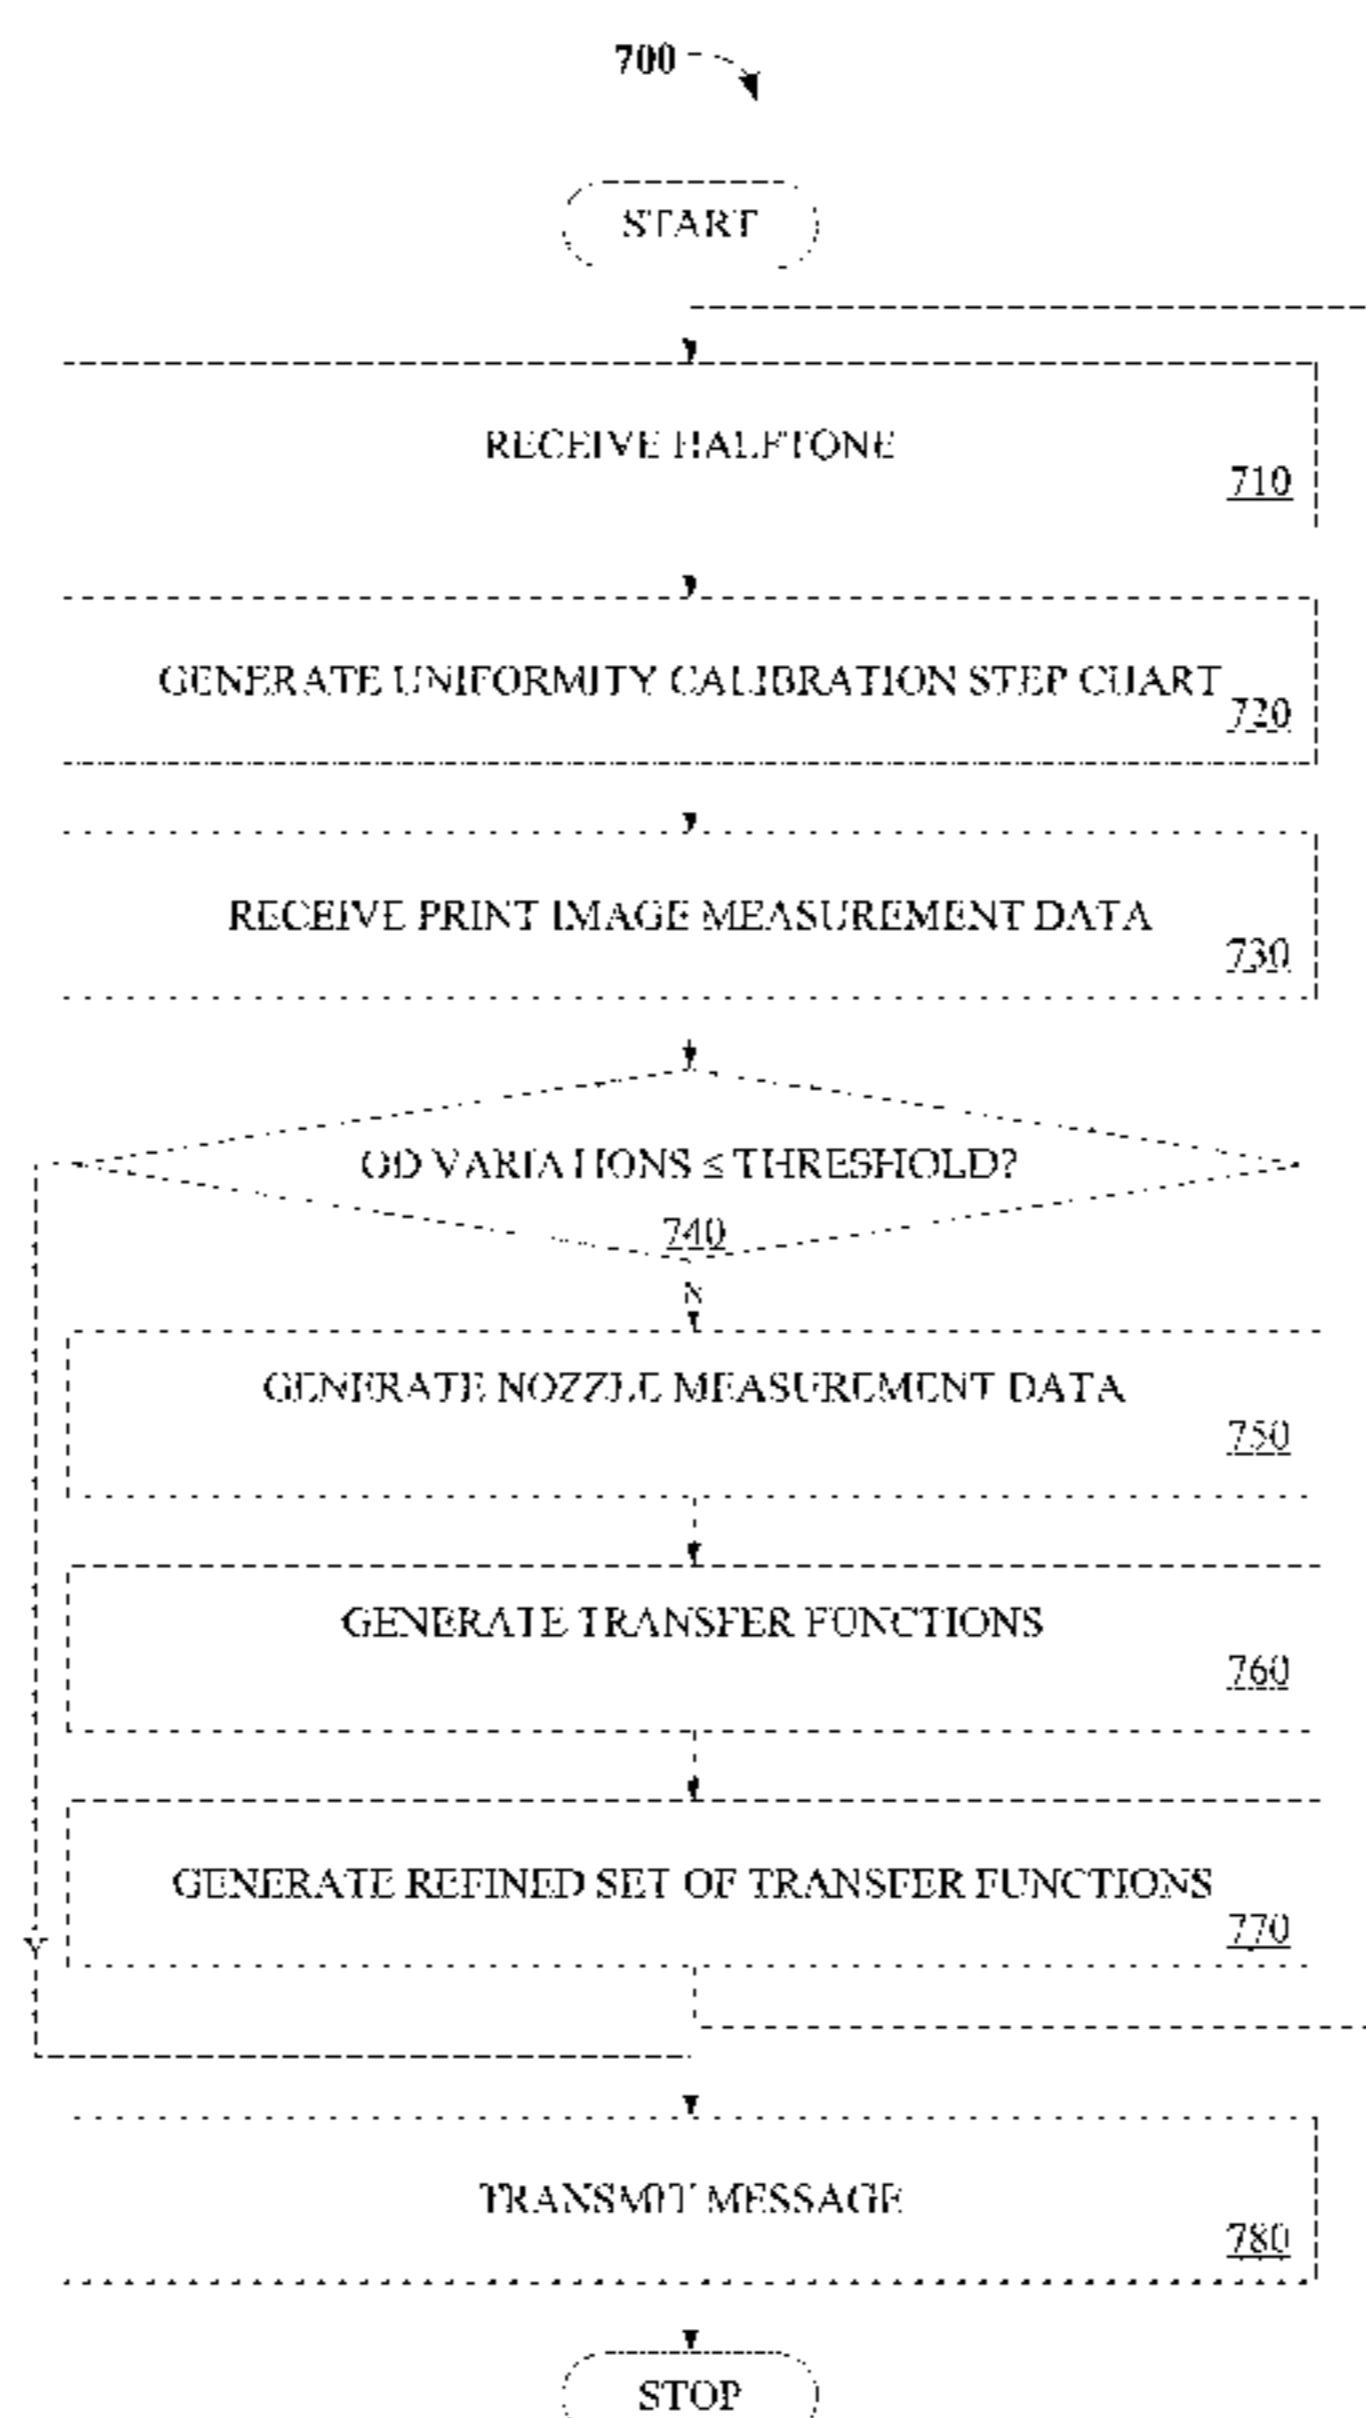 700
START
RECEIVE HALFTONE
710
GENERATE UNIFORMITY CALIBRATION STEP CHART
720
RECEIVE PRINT IMAGE MEASUREMENT DATA
730
OD VARIATIONS ≤ THRESHOLD?
740
N
GENERATE NOZZLE MEASUREMENT DATA
750
GENERATE TRANSFER FUNCTIONS
760
GENERATE REFINED SET OF TRANSFER FUNCTIONS
770
Y
TRANSMIT MESSAGE
780
STOP